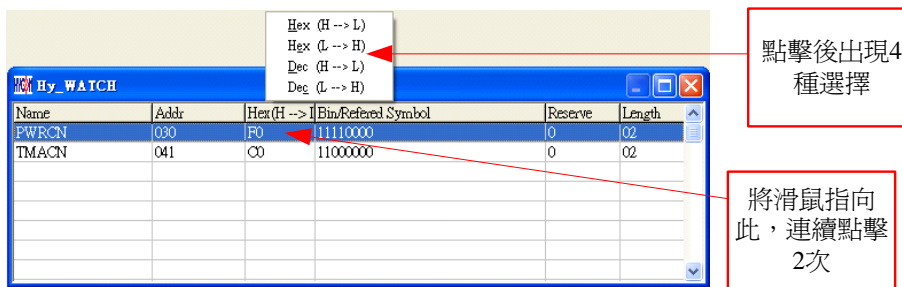 Hex (H --> L)
Hex (L --> H)
Dec (H --> L)
Dec (L --> H)
點擊後出現4
種選擇
Hy_WATCH
Name Addr Hex(H --> I Bin/Refered Symbol Reserve Length
PWRCN 030 F0 11110000 0 02
TMACN 041 C0 11000000 0 02
將滑鼠指向
此，連續點擊
2次